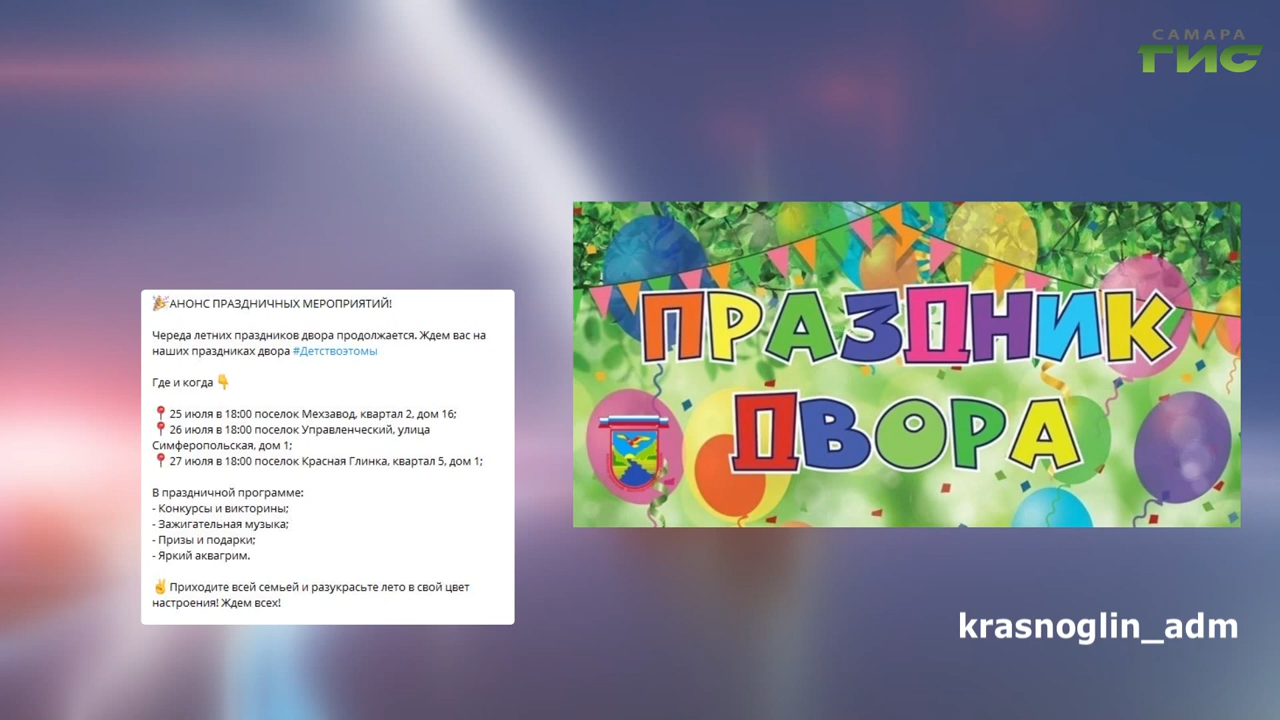 САМАРА
ГИС
🎉АНОНС ПРАЗДНИЧНЫХ МЕРОПРИЯТИЙ!
Череда летних праздников двора продолжается. Ждем вас на
наших праздниках двора #Детствоэтомы
Где и когда 👇
📍 25 июля в 18:00 поселок Мехзавод, квартал 2, дом 16;
📍 26 июля в 18:00 поселок Управленческий, улица
Симферопольская, дом 1;
📍 27 июля в 18:00 поселок Красная Глинка, квартал 5, дом 1;
В праздничной программе:
- Конкурсы и викторины;
- Зажигательная музыка;
- Призы и подарки;
- Яркий аквагрим.
✌Приходите всей семьей и разукрасьте лето в свой цвет
настроения! Ждем всех!
ПРАЗДНИК
ДВОРА
krasnoglin_adm